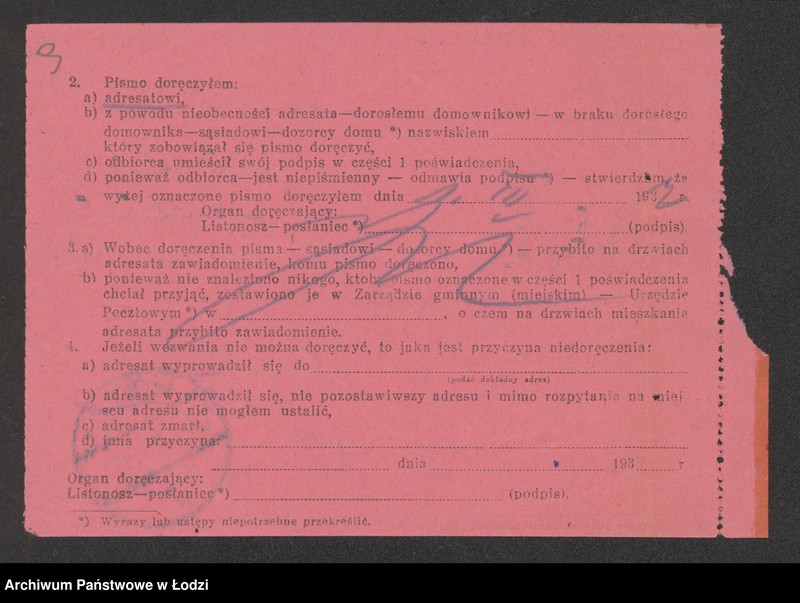 2. Pismo doręczyłem:
a) adresatowi,
b) z powodu nieobecności adresata—dorosłemu domownikowi — w braku dorosłego
domownika—sąsiadowi—dozorcy domu *) nazwiskiem
który zobowiązał się pismo doręczyć,
c) odbiorca umieścił swój podpis w części 1 poświadczenia,
d) ponieważ odbiorca—jest niepiśmienny — odmawia podpisu *) — stwierdzam, że
wyżej oznaczone pismo doręczyłem dnia IV 193 r
Organ doręczający:
Listonosz—posłaniec *) (podpis).
3. a) Wobec doręczenia pisma — sąsiadowi — dozorcy domu *) — przybito na drzwiach
adresata zawiadomienie, komu pismo doręczono,
b) ponieważ nie znaleziono nikogo, ktoby pismo oznaczone w części 1 poświadczenia
chciał przyjąć, zostawiono je w Zarządzie gminnym (miejskim) — Urzędzie
Pocztowym *) w , o czem na drzwiach mieszkania
adresata przybito zawiadomienie.
4. Jeżeli wezwania nie można doręczyć, to jaka jest przyczyna niedoręczenia:
a) adresat wyprowadził się do
(podać dokładny adres)
b) adresat wyprowadził się, nie pozostawiwszy adresu i mimo rozpytania na miej
scu adresu nie mogłem ustalić,
c) adresat zmarł,
d) inna przyczyna:
dnia 193 r
Organ doręczający:
Listonosz—posłaniec *) (podpis).
*) Wyrazy lub ustępy niepotrzebne przekreślić.
Archiwum Państwowe w Łodzi